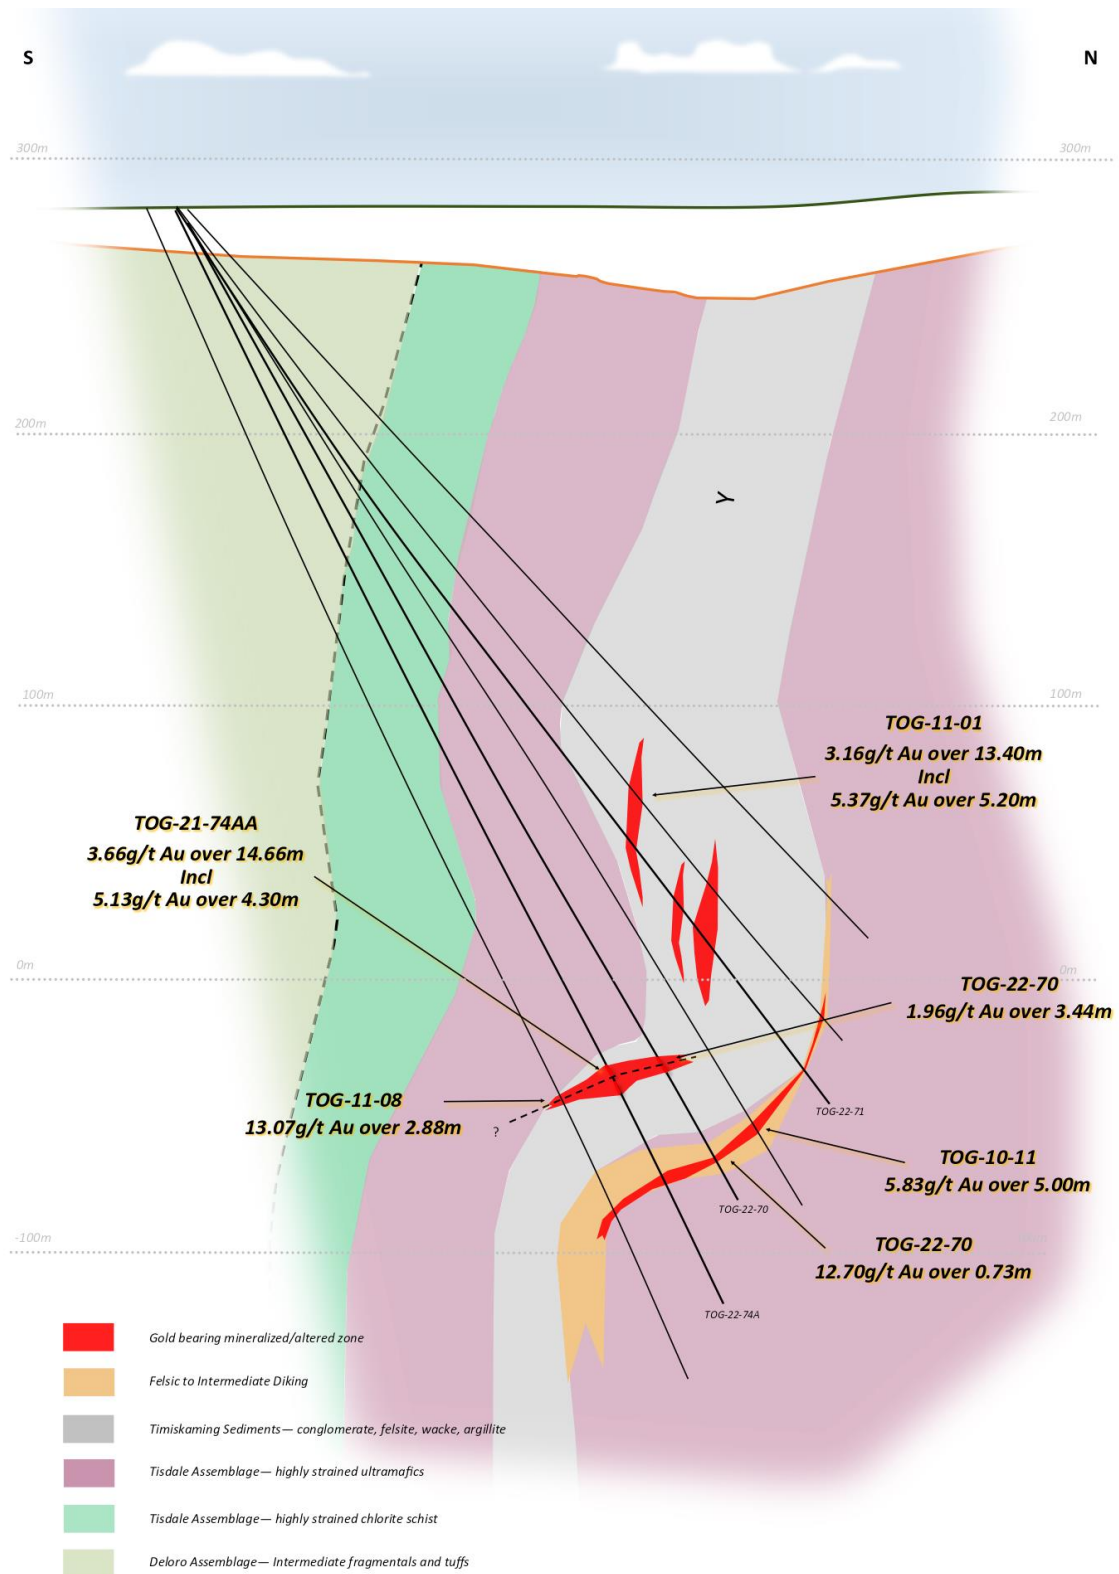 S
N
300m
300m
200m
200m
Y
100m
100m
TOG-11-01
3.16g/t Au over 13.40m
Incl
5.37g/t Au over 5.20m
TOG-21-74AA
3.66g/t Au over 14.66m
Incl
5.13g/t Au over 4.30m
0m
0m
TOG-22-70
1.96g/t Au over 3.44m
TOG-11-08
13.07g/t Au over 2.88m
?
TOG-22-71
TOG-10-11
5.83g/t Au over 5.00m
TOG-22-70
TOG-22-70
12.70g/t Au over 0.73m
-100m
TOG-22-74A
Gold bearing mineralized/altered zone
Felsic to Intermediate Diking
Timiskaming Sediments— conglomerate, felsite, wacke, argillite
Tisdale Assemblage— highly strained ultramafics
Tisdale Assemblage— highly strained chlorite schist
Deloro Assemblage— Intermediate fragmentals and tuffs